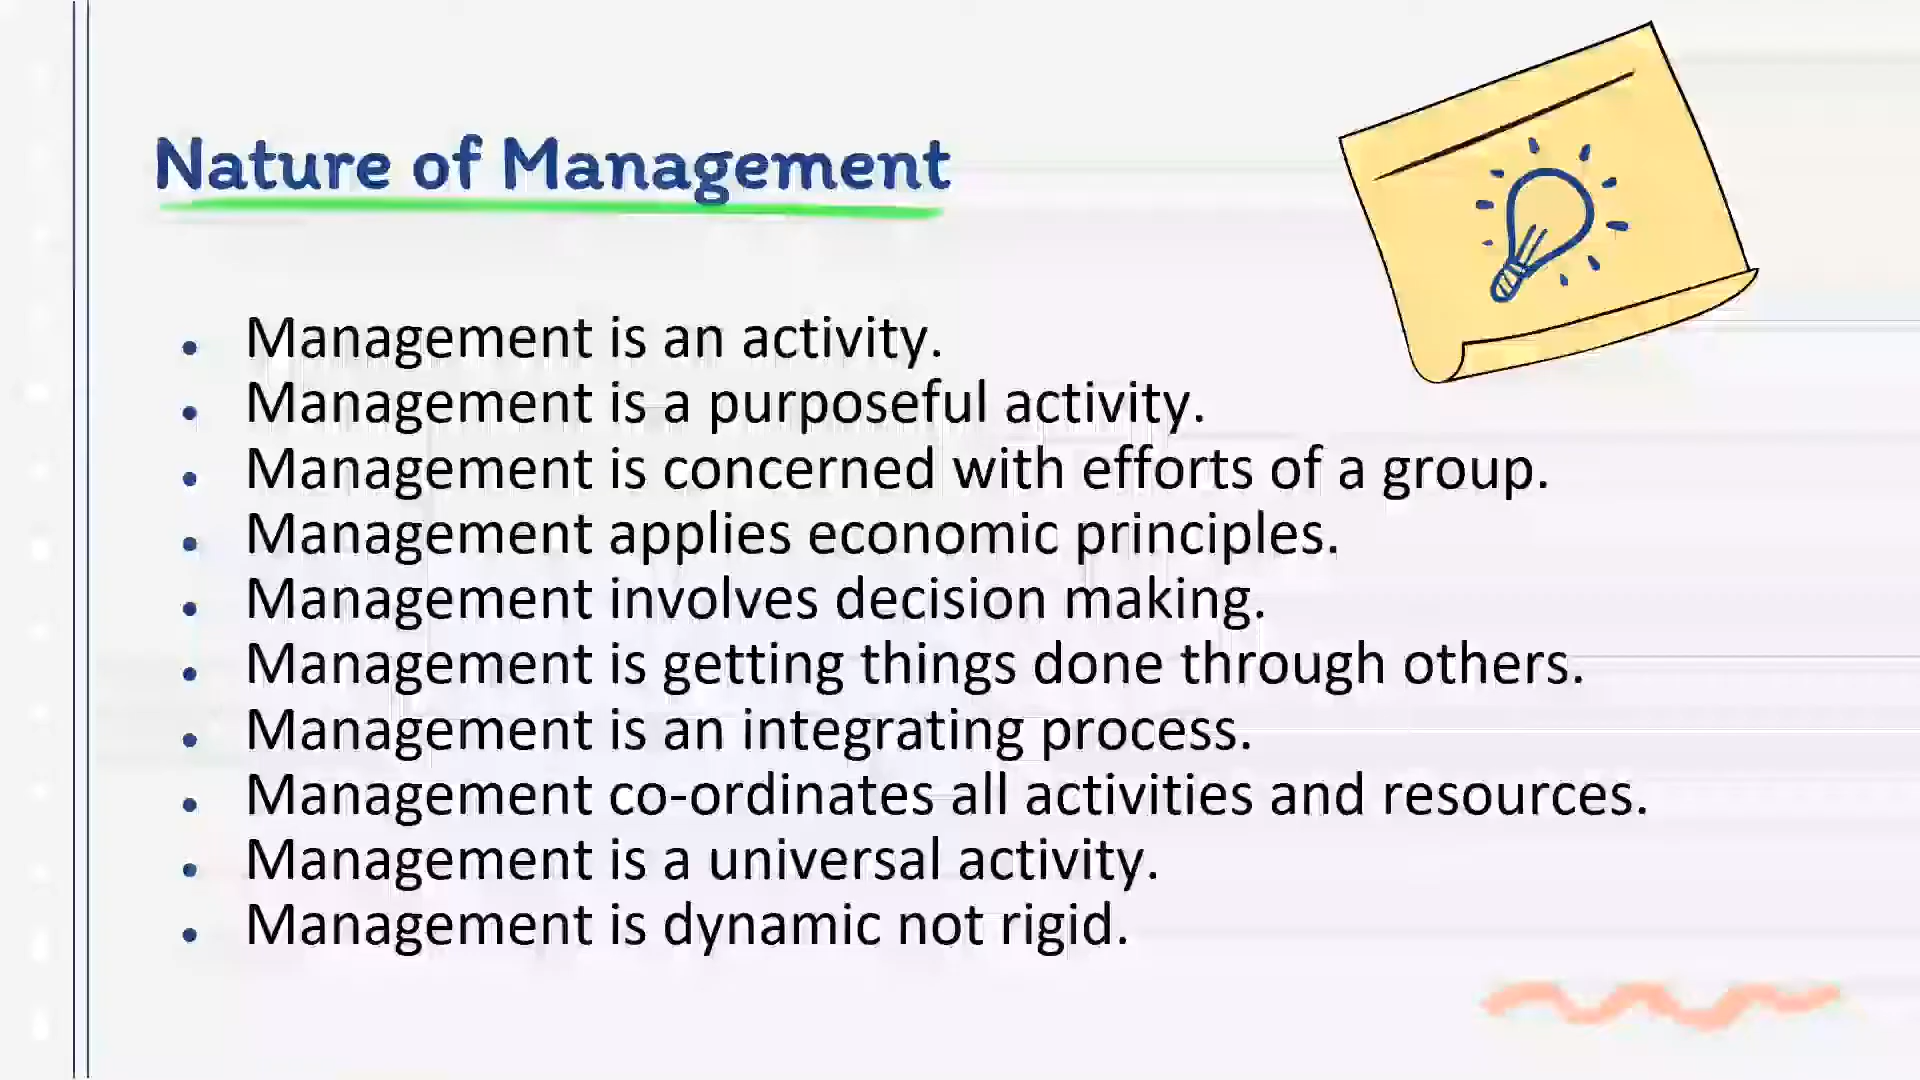 Nature of Management
Management is an activity.
Management is a purposeful activity.
Management is concerned with efforts of a group.
Management applies economic principles.
Management involves decision making.
Management is getting things done through others.
Management is an integrating process.
Management co-ordinates all activities and resources.
Management is a universal activity.
Management is dynamic not rigid.